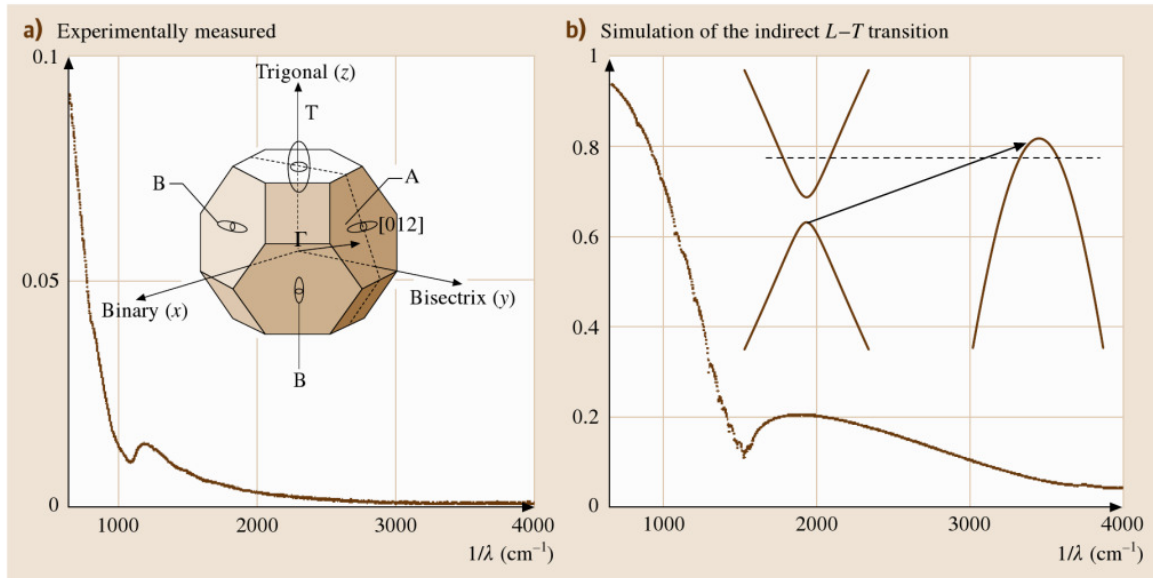 a) Experimentally measured
0.1
0.05
0
1000
2000
3000
4000
1/λ (cm⁻¹)
Trigonal (z)
T
B
A
[012]
Γ
Binary (x)
Bisectrix (y)
B
b) Simulation of the indirect L–T transition
1
0.8
0.6
0.4
0.2
0
1000
2000
3000
4000
1/λ (cm⁻¹)